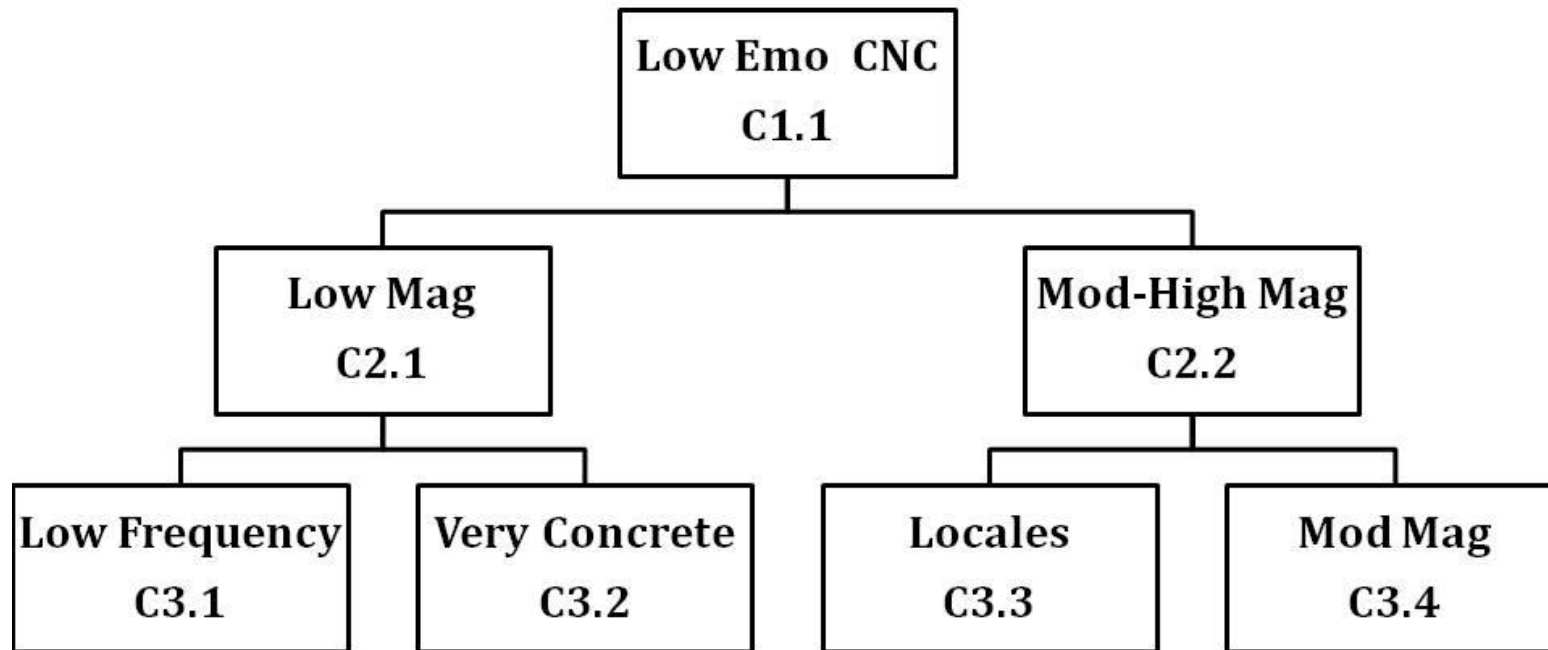 Low Emo CNC
C1.1
Low Mag
C2.1
Mod-High Mag
C2.2
Low Frequency
C3.1
Very Concrete
C3.2
Locales
C3.3
Mod Mag
C3.4